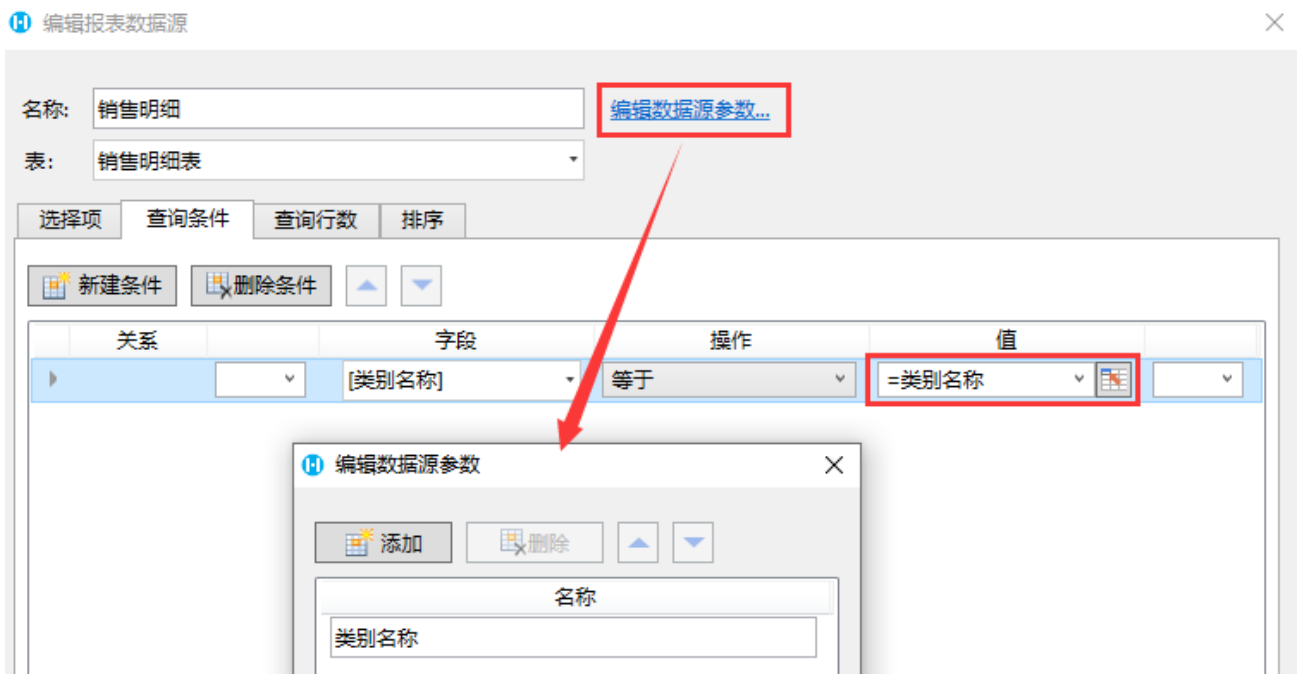 编辑报表数据源
名称: 销售明细 编辑数据源参数...
表: 销售明细表
选择项 查询条件 查询行数 排序
新建条件 删除条件
关系 字段 操作 值
[类别名称] 等于 =类别名称
编辑数据源参数
添加 删除
名称
类别名称